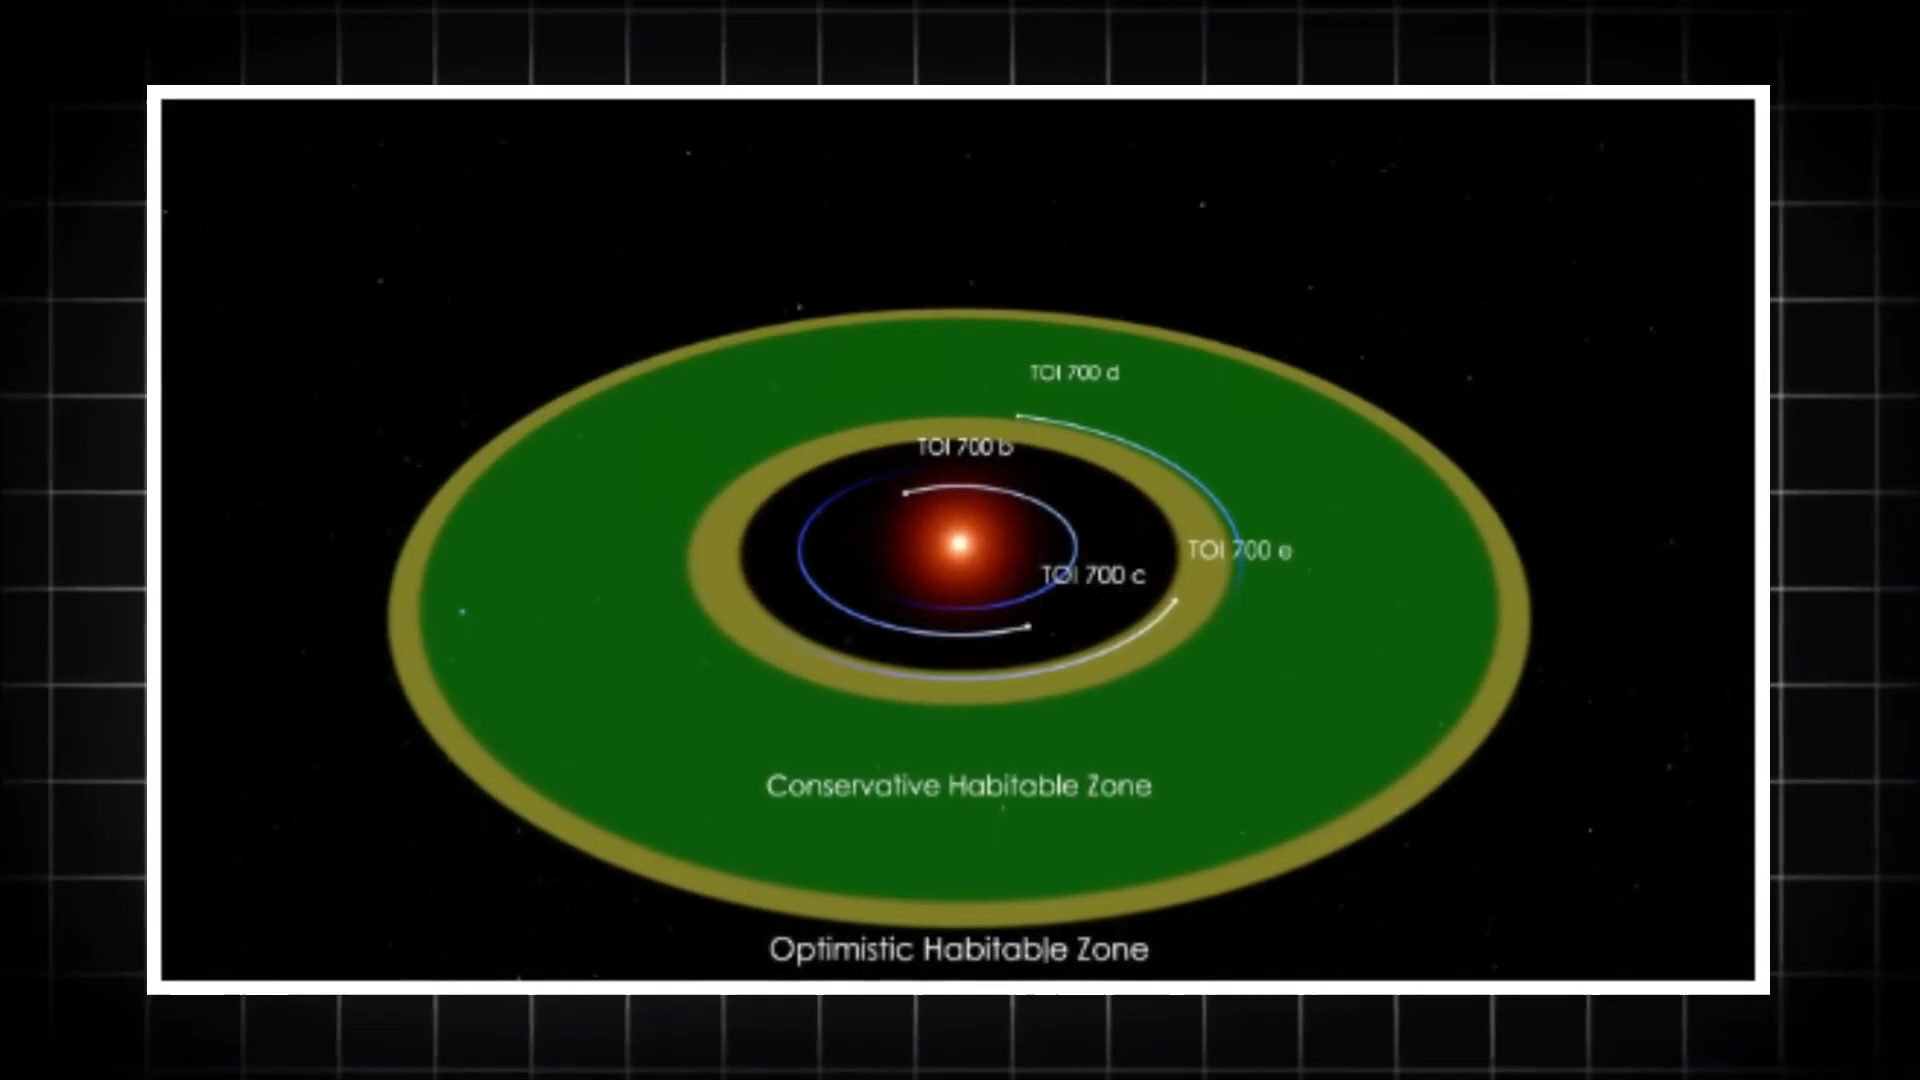 TOI 700 d
TOI 700 b
TOI 700 e
TOI 700 c
Conservative Habitable Zone
Optimistic Habitable Zone